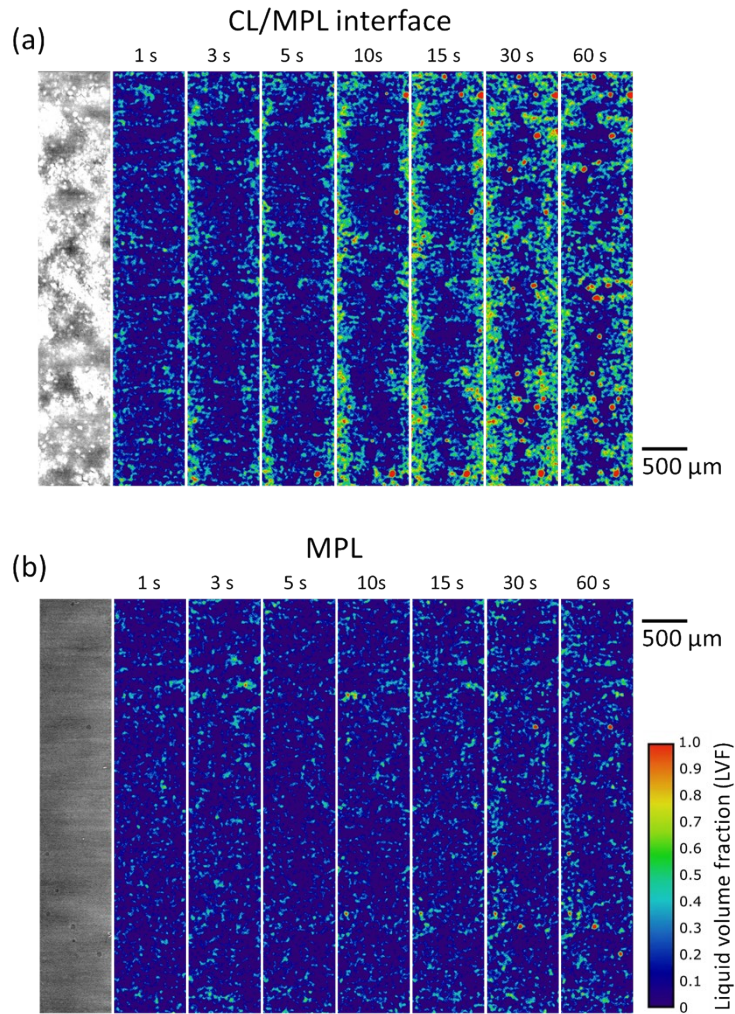 CL/MPL interface
(a)
1 s 3 s 5 s 10s 15 s 30 s 60 s
500 µm
MPL
(b)
1 s 3 s 5 s 10s 15 s 30 s 60 s
500 µm
1.0
0.9
0.8
0.7
0.6
0.5
0.4
0.3
0.2
0.1
0
Liquid volume fraction (LVF)